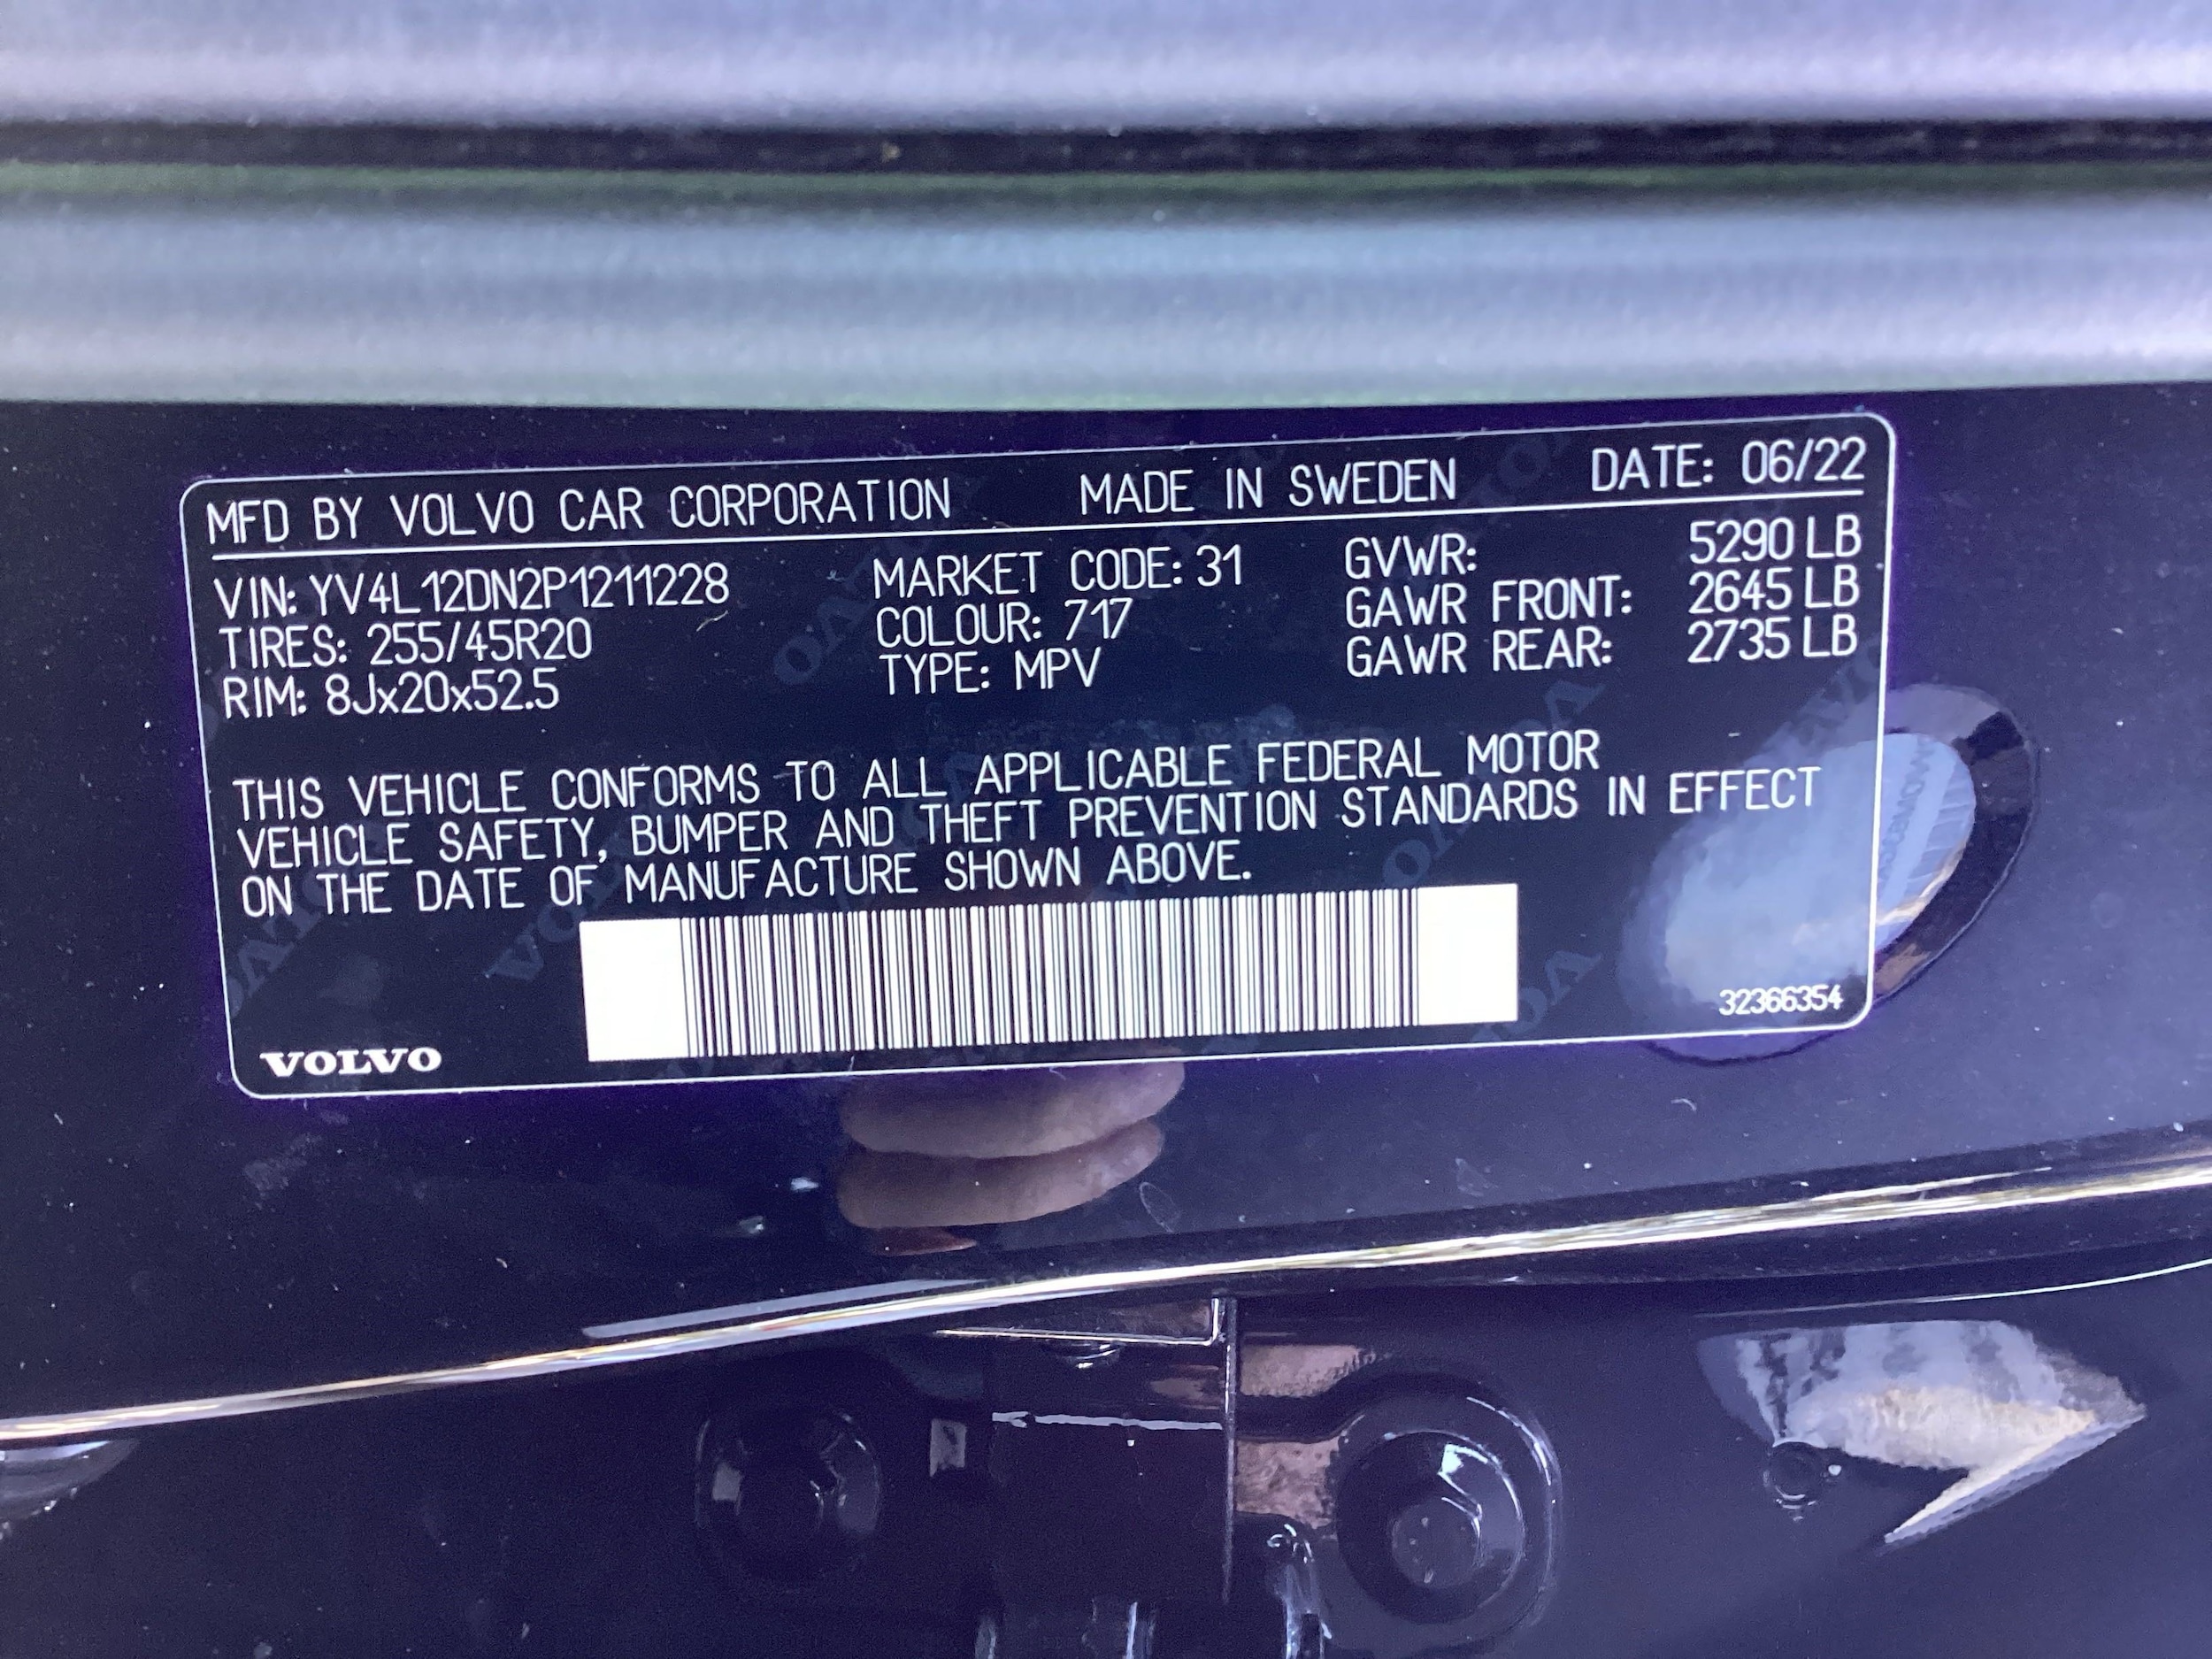 MFD BY VOLVO CAR CORPORATION MADE IN SWEDEN DATE: 06/22
VIN: YV4L12DN2P1211228 MARKET CODE: 31 GVWR: 5290 LB
TIRES: 255/45R20 COLOUR: 717 GAWR FRONT: 2645 LB
RIM: 8Jx20x52.5 TYPE: MPV GAWR REAR: 2735 LB
THIS VEHICLE CONFORMS TO ALL APPLICABLE FEDERAL MOTOR
VEHICLE SAFETY, BUMPER AND THEFT PREVENTION STANDARDS IN EFFECT
ON THE DATE OF MANUFACTURE SHOWN ABOVE.
32366354
VOLVO